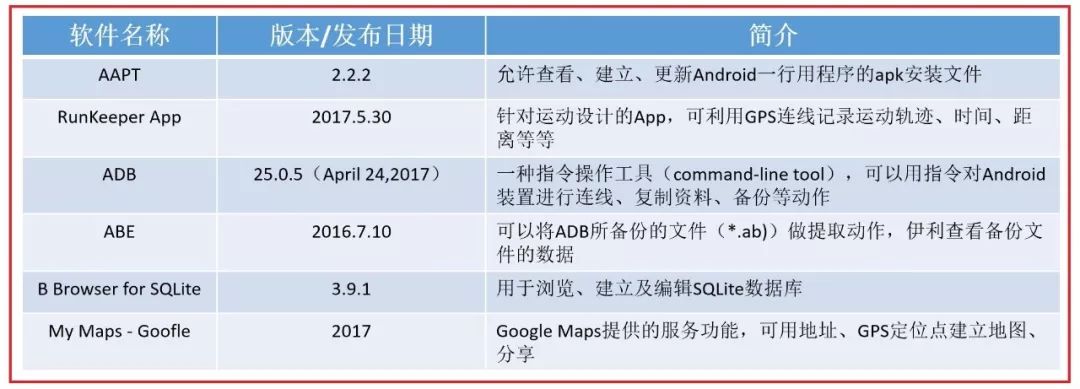 软件名称 版本/发布日期 简介
AAPT 2.2.2 允许查看、建立、更新Android一行用程序的apk安装文件
RunKeeper App 2017.5.30 针对运动设计的App，可利用GPS连线记录运动轨迹、时间、距
离等等
ADB 25.0.5（April 24,2017） 一种指令操作工具（command-line tool），可以用指令对Android
装置进行连线、复制资料、备份等动作
ABE 2016.7.10 可以将ADB所备份的文件（*.ab)）做提取动作，伊利查看备份文
件的数据
B Browser for SQLite 3.9.1 用于浏览、建立及编辑SQLite数据库
My Maps - Goofle 2017 Google Maps提供的服务功能，可用地址、GPS定位点建立地图、
分享